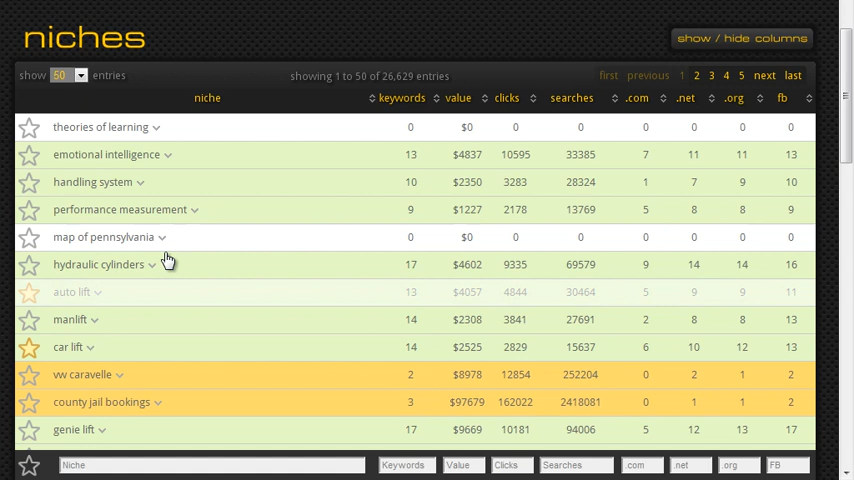 niches
show / hide columns
show 50 entries showing 1 to 50 of 26,629 entries first previous 1 2 3 4 5 next last
niche keywords value clicks searches .com .net .org fb
theories of learning 0 $0 0 0 0 0 0 0
emotional intelligence 13 $4837 10595 33385 7 11 11 13
handling system 10 $2350 3283 28324 1 7 9 10
performance measurement 9 $1227 2178 13769 5 8 8 9
map of pennsylvania 0 $0 0 0 0 0 0 0
hydraulic cylinders 17 $4602 9335 69579 9 14 14 16
auto lift 13 $4057 4844 30464 5 9 9 11
manlift 14 $2308 3841 27691 2 8 8 13
car lift 14 $2525 2829 15637 6 10 12 13
vw caravelle 2 $8978 12854 252204 0 2 1 2
county jail bookings 3 $97679 162022 2418081 0 1 1 2
genie lift 17 $9669 10181 94006 5 12 13 17
Niche Keywords Value Clicks Searches .com .net .org FB